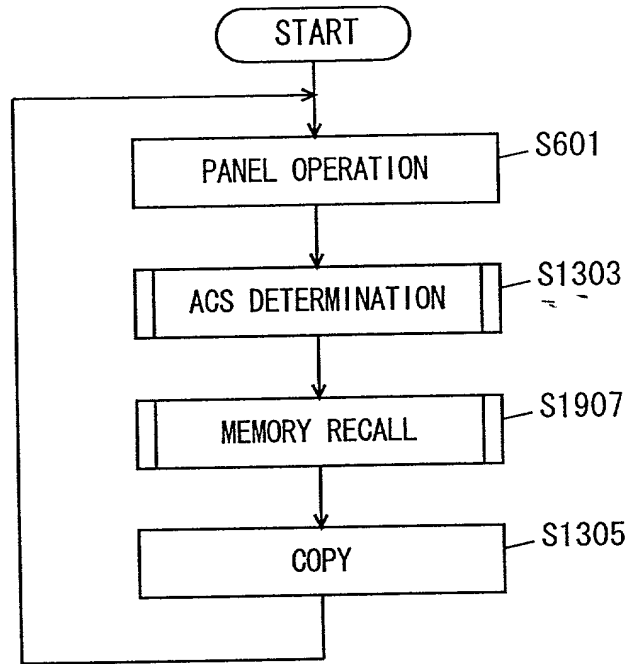 START
PANEL OPERATION
S601
ACS DETERMINATION
S1303
MEMORY RECALL
S1907
COPY
S1305